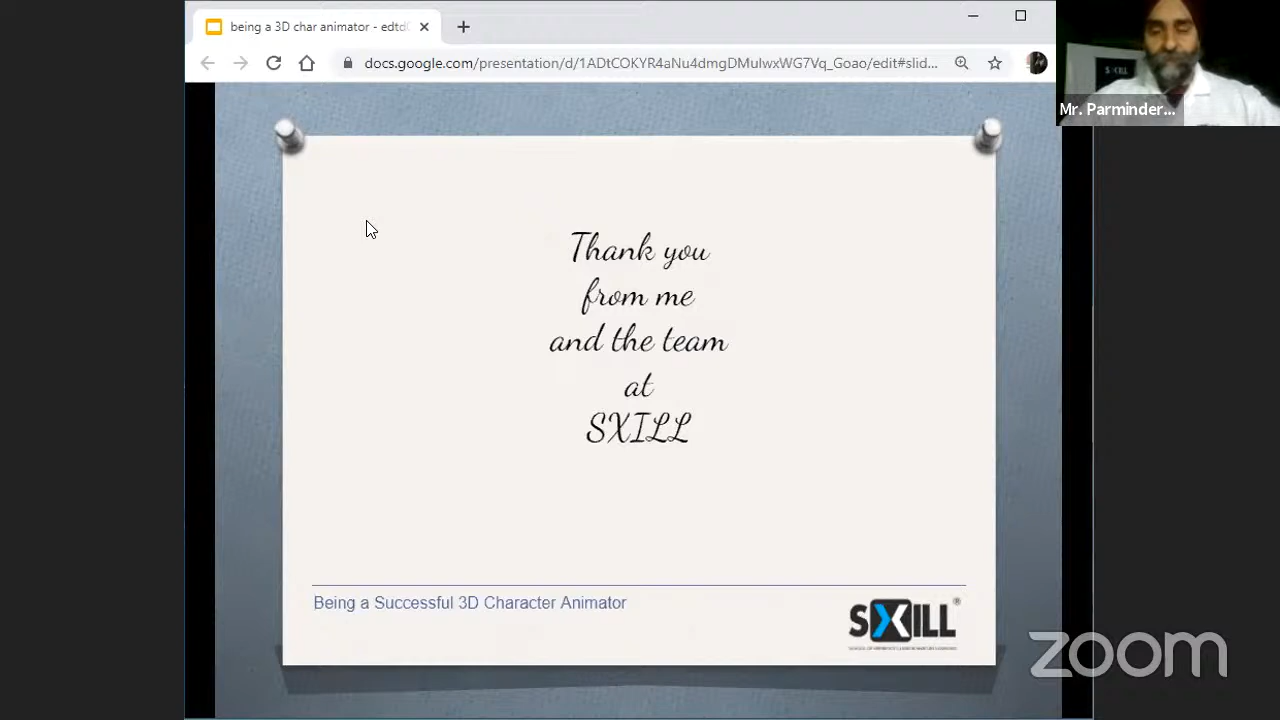 being a 3D char animator - edtd
docs.google.com/presentation/d/1ADtCOKYR4aNu4dmgDMulwxWG7Vq_Goao/edit#slid...
SXILL
Mr. Parminder...
Thank you
from me
and the team
at
SXILL
Being a Successful 3D Character Animator
SXILL®
zoom